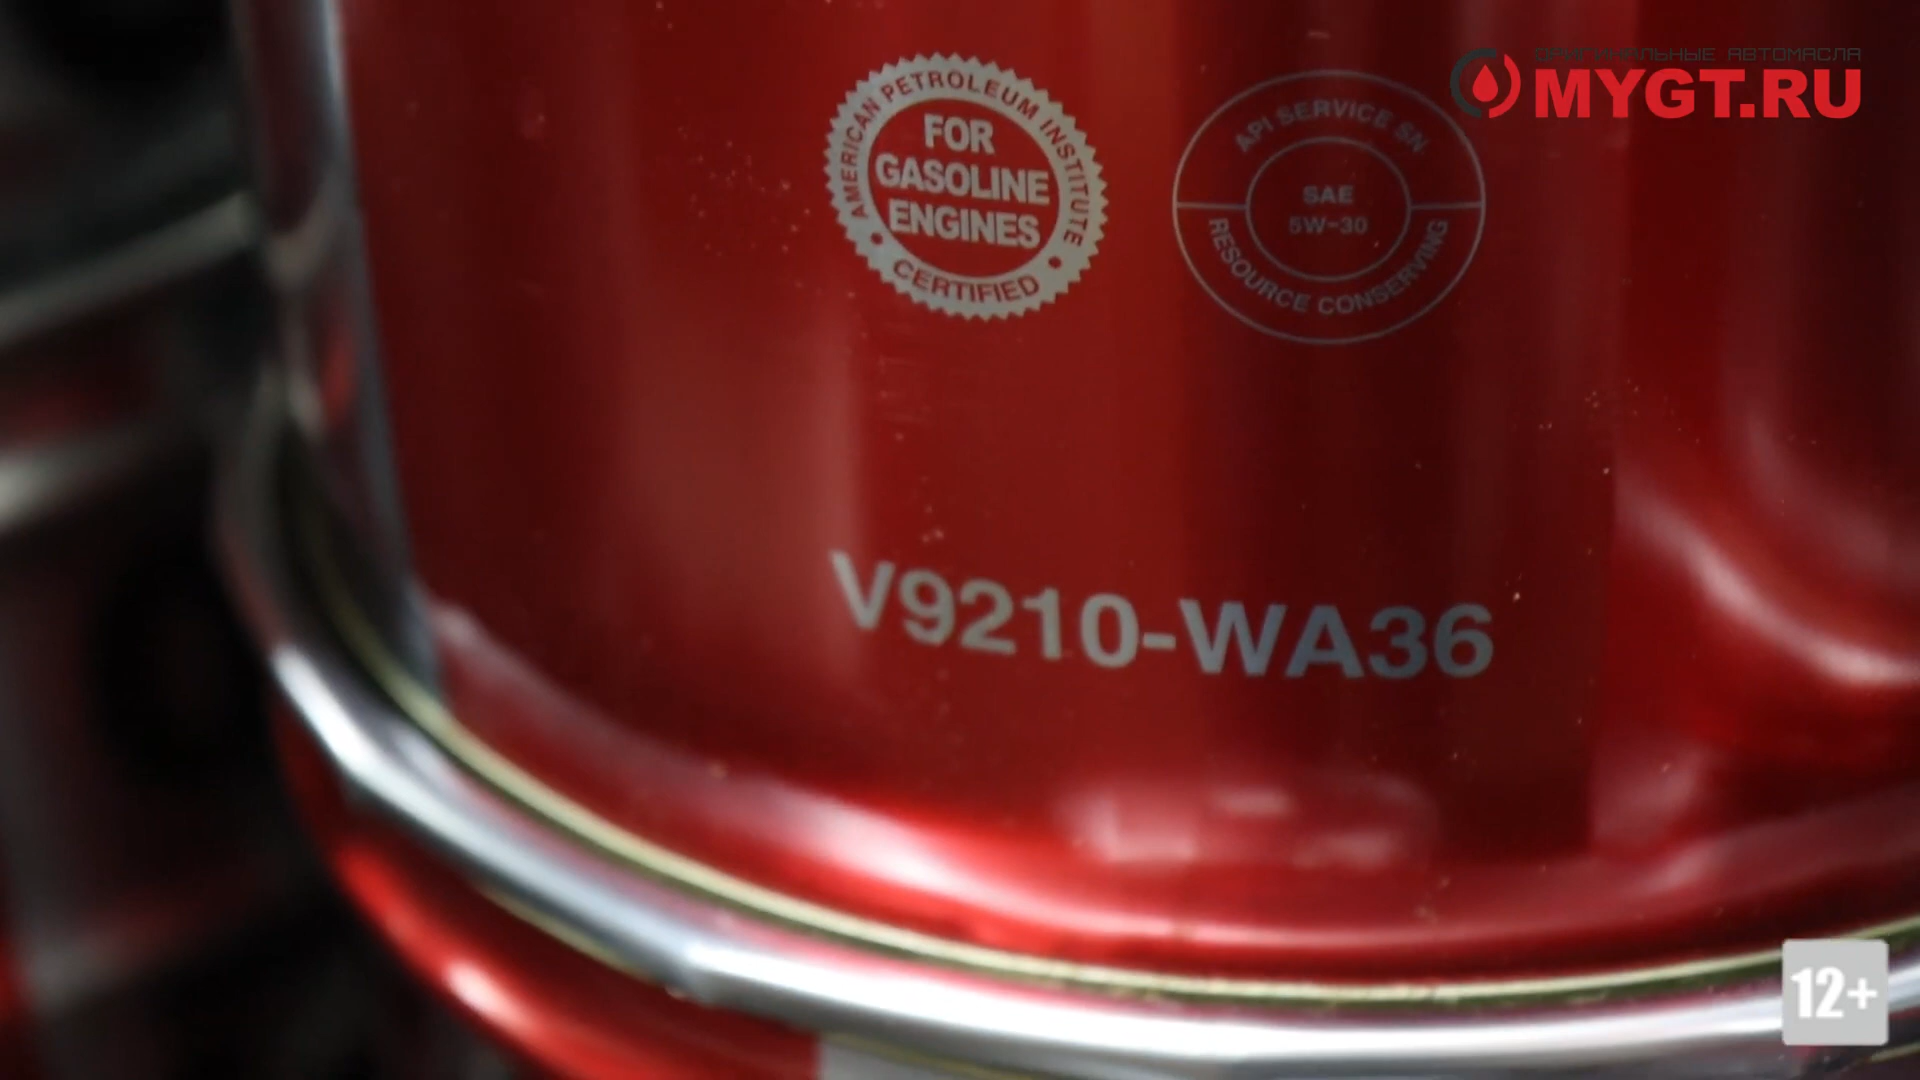 ОРИГИНАЛЬНЫЕ АВТОМАСЛА
MYGT.RU
AMERICAN PETROLEUM INSTITUTE
FOR
GASOLINE
ENGINES
CERTIFIED
API SERVICE SN
SAE
5W-30
RESOURCE CONSERVING
V9210-WA36
12+